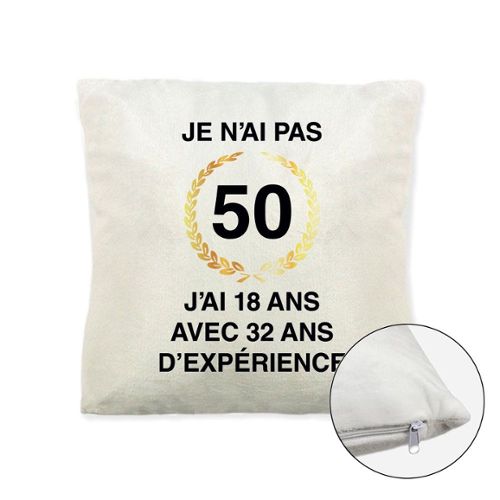 JE N'AI PAS
50
J'AI 18 ANS
AVEC 32 ANS
D'EXPÉRIENCE